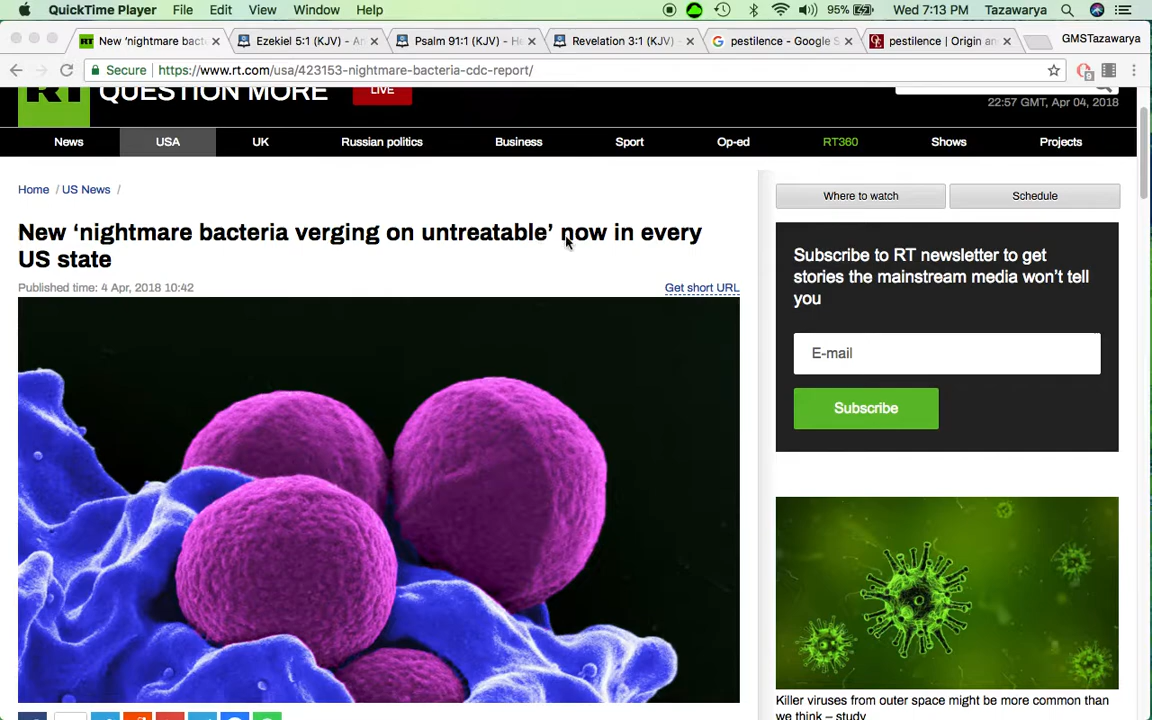 QuickTime Player File Edit View Window Help 95% Wed 7:13 PM Tazawarya
New 'nightmare bact × Ezekiel 5:1 (KJV) - A × Psalm 91:1 (KJV) - He × Revelation 3:1 (KJV) × pestilence - Google S × pestilence | Origin an × GMSTazawarya
Secure https://www.rt.com/usa/423153-nightmare-bacteria-cdc-report/
RT QUESTION MORE LIVE
22:57 GMT, Apr 04, 2018
News USA UK Russian politics Business Sport Op-ed RT360 Shows Projects
Home / US News /
Where to watch Schedule
New ‘nightmare bacteria verging on untreatable’ now in every
US state
Published time: 4 Apr, 2018 10:42
Get short URL
Subscribe to RT newsletter to get
stories the mainstream media won’t tell
you
E-mail
Subscribe
Killer viruses from outer space might be more common than
we think – study